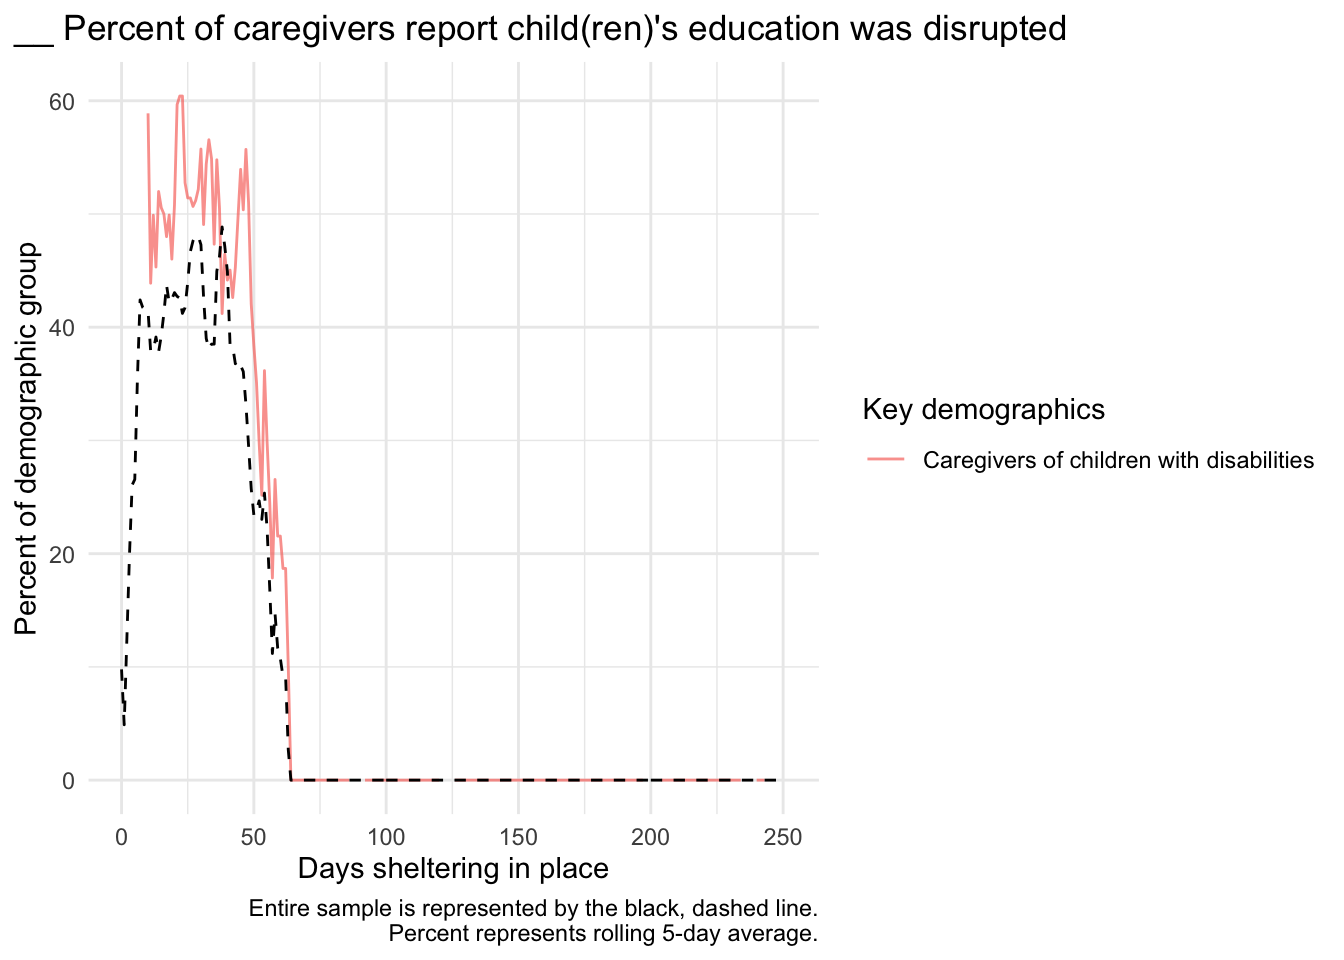 __ Percent of caregivers report child(ren)'s education was disrupted
Percent of demographic group
60
40
20
0
0 50 100 150 200 250
Days sheltering in place
Key demographics
Caregivers of children with disabilities
Entire sample is represented by the black, dashed line.
Percent represents rolling 5-day average.